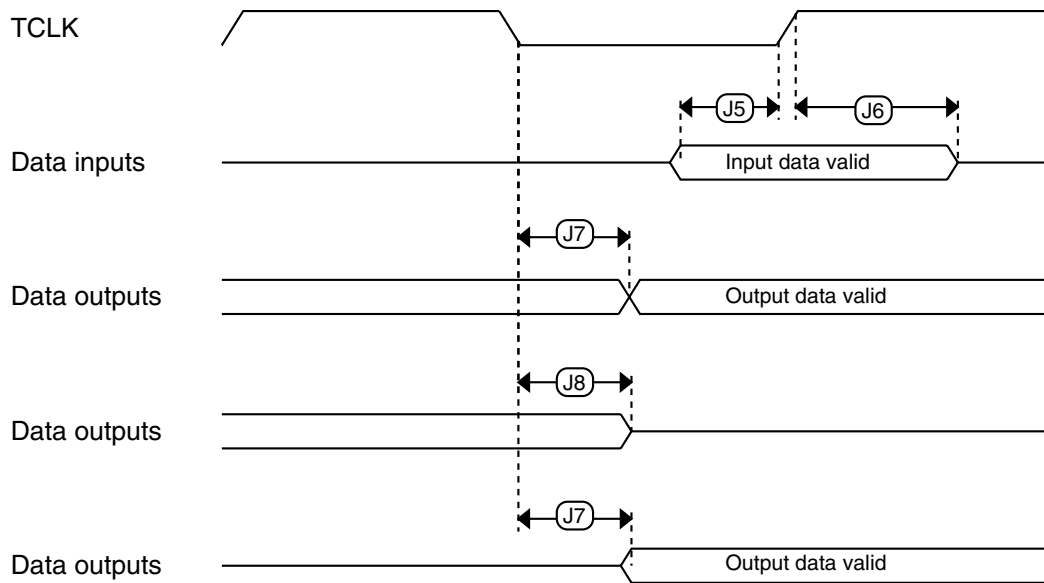 TCLK
J5
J6
Data inputs
Input data valid
J7
Data outputs
Output data valid
J8
Data outputs
J7
Data outputs
Output data valid